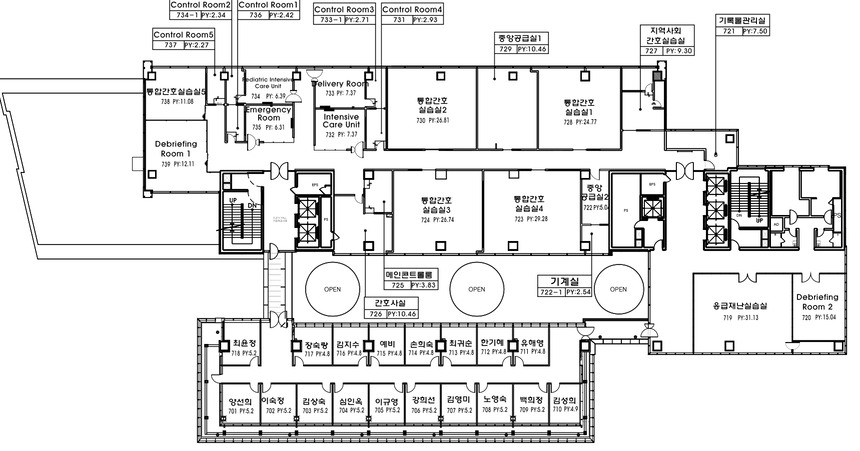 Control Room2
734-1 PY:2.34
Control Room1
736 PY:2.42
Control Room3
733-1 PY:2.71
Control Room4
731 PY:2.93
Control Room5
737 PY:2.27
중앙공급실1
729 PY:10.46
지역사회
간호실습실
727 PY:9.30
기록물관리실
721 PY:7.50
통합간호실습실5
738 PY:11.08
Pediatric Intensive
Care Unit
734 PY: 6.39
Delivery Room
733 PY: 7.37
Emergency
Room
735 PY: 6.31
Intensive
Care Unit
732 PY: 7.37
통합간호
실습실2
730 PY:26.81
통합간호
실습실1
728 PY:24.77
Debriefing
Room 1
739 PY:12.11
통합간호
실습실3
724 PY:26.74
통합간호
실습실4
723 PY:29.28
중앙
공급실2
722 PY:5.04
UP
DN
EPS
PS
PS
EPS
DN
UP
PS
메인콘트롤룸
725 PY:3.83
간호사실
726 PY:10.46
기계실
722-1 PY:2.54
OPEN
OPEN
OPEN
응급재난실습실
719 PY:31.13
Debriefing
Room 2
720 PY:15.04
최윤정
718 PY:5.2
장숙랑
717 PY:4.8
김지수
716 PY:4.8
예비
715 PY:4.8
손희숙
714 PY:4.8
최귀순
713 PY:4.8
한기혜
712 PY:4.8
유해영
711 PY:4.8
양선희
701 PY:5.2
이숙정
702 PY:5.2
김상숙
703 PY:5.2
심인옥
704 PY:5.2
이규영
705 PY:5.2
강희선
706 PY:5.2
김영미
707 PY:5.2
노영숙
708 PY:5.2
백희정
709 PY:5.2
김성희
710 PY:4.9